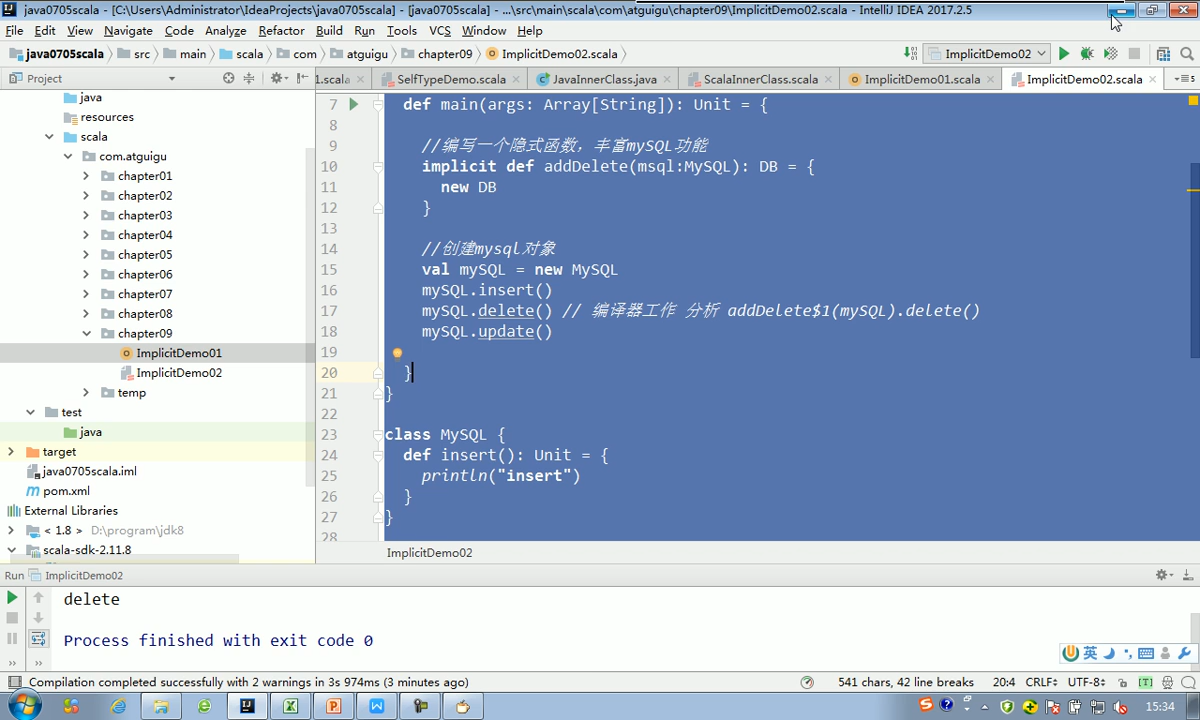 java0705scala - [C:\Users\Administrator\IdeaProjects\java0705scala] - [java0705scala] - ...\src\main\scala\com\atguigu\chapter09\ImplicitDemo02.scala - IntelliJ IDEA 2017.2.5
File Edit View Navigate Code Analyze Refactor Build Run Tools VCS Window Help
java0705scala src main scala com atguigu chapter09 ImplicitDemo02.scala ImplicitDemo02
Project 1.scala SelfTypeDemo.scala JavaInnerClass.java ScalaInnerClass.scala ImplicitDemo01.scala ImplicitDemo02.scala
java
resources
scala
com.atguigu
chapter01
chapter02
chapter03
chapter04
chapter05
chapter06
chapter07
chapter08
chapter09
ImplicitDemo01
ImplicitDemo02
temp
test
java
target
java0705scala.iml
pom.xml
External Libraries
< 1.8 > D:\program\jdk8
scala-sdk-2.11.8
7 def main(args: Array[String]): Unit = {
8
9 //编写一个隐式函数，丰富mySQL功能
10 implicit def addDelete(msql:MySQL): DB = {
11 new DB
12 }
13
14 //创建mysql对象
15 val mySQL = new MySQL
16 mySQL.insert()
17 mySQL.delete() // 编译器工作 分析 addDelete$1(mySQL).delete()
18 mySQL.update()
19
20 }
21 }
22
23 class MySQL {
24 def insert(): Unit = {
25 println("insert")
26 }
27 }
28
ImplicitDemo02
Run ImplicitDemo02
delete
Process finished with exit code 0
英
Compilation completed successfully with 2 warnings in 3s 974ms (3 minutes ago) 541 chars, 42 line breaks 20:4 CRLF UTF-8 [T]
15:34